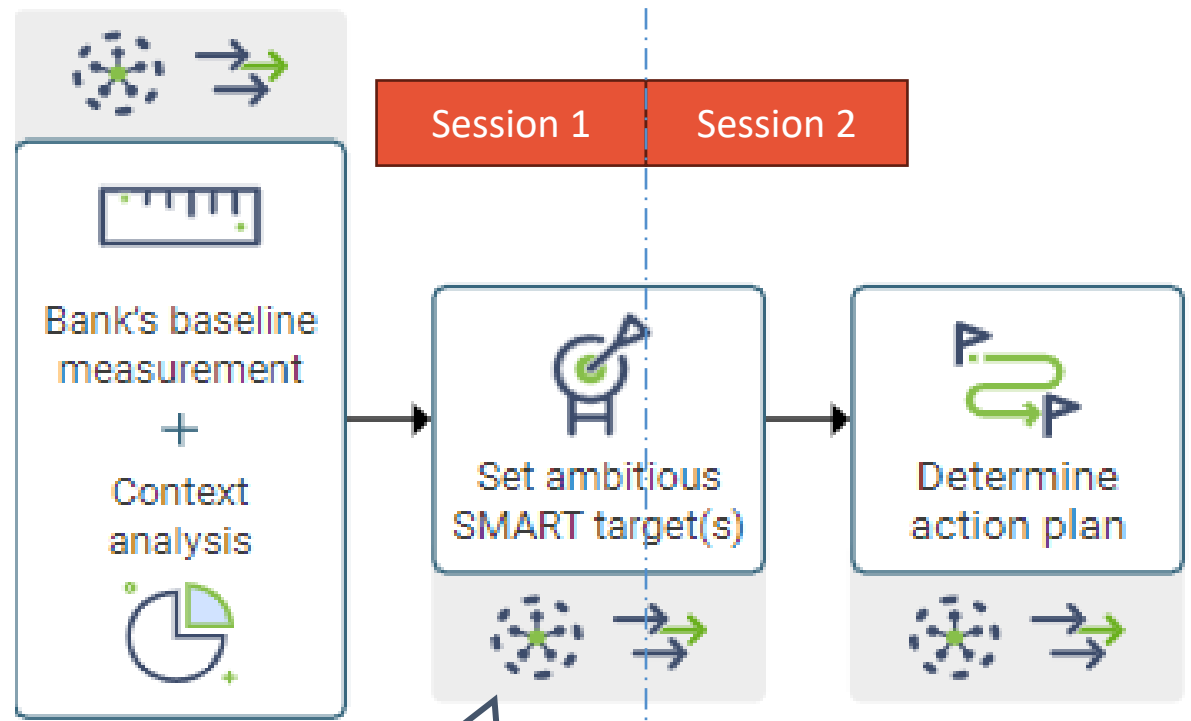 Session 1
Session 2
Bank's baseline
measurement
+
Context
analysis
Set ambitious
SMART target(s)
Determine
action plan